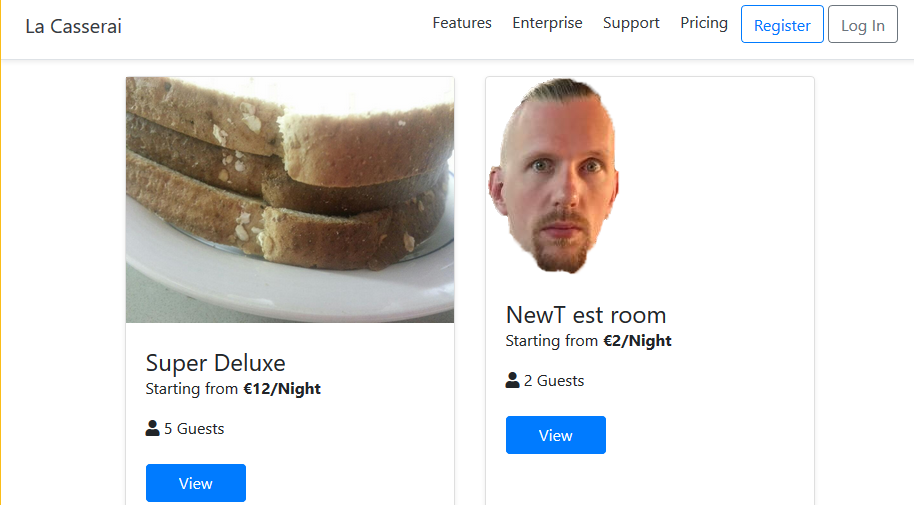 La Casserai
Features Enterprise Support Pricing Register Log In
Super Deluxe
Starting from €12/Night
5 Guests
View
NewT est room
Starting from €2/Night
2 Guests
View